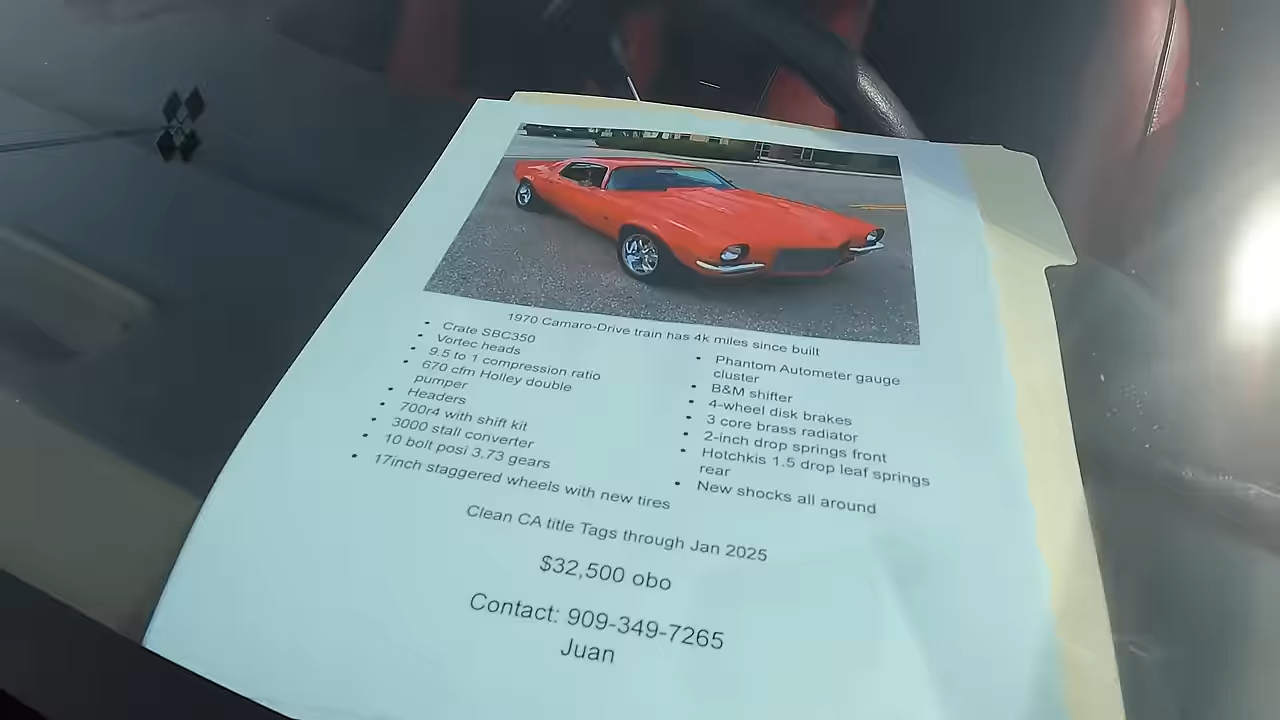 1970 Camaro-Drive train has 4k miles since built
Crate SBC350
Vortec heads
9.5 to 1 compression ratio
670 cfm Holley double
pumper
Headers
700r4 with shift kit
3000 stall converter
10 bolt posi 3.73 gears
17inch staggered wheels with new tires
Phantom Autometer gauge
cluster
B&M shifter
4-wheel disk brakes
3 core brass radiator
2-inch drop springs front
Hotchkis 1.5 drop leaf springs
rear
New shocks all around
Clean CA title Tags through Jan 2025
$32,500 obo
Contact: 909-349-7265
Juan